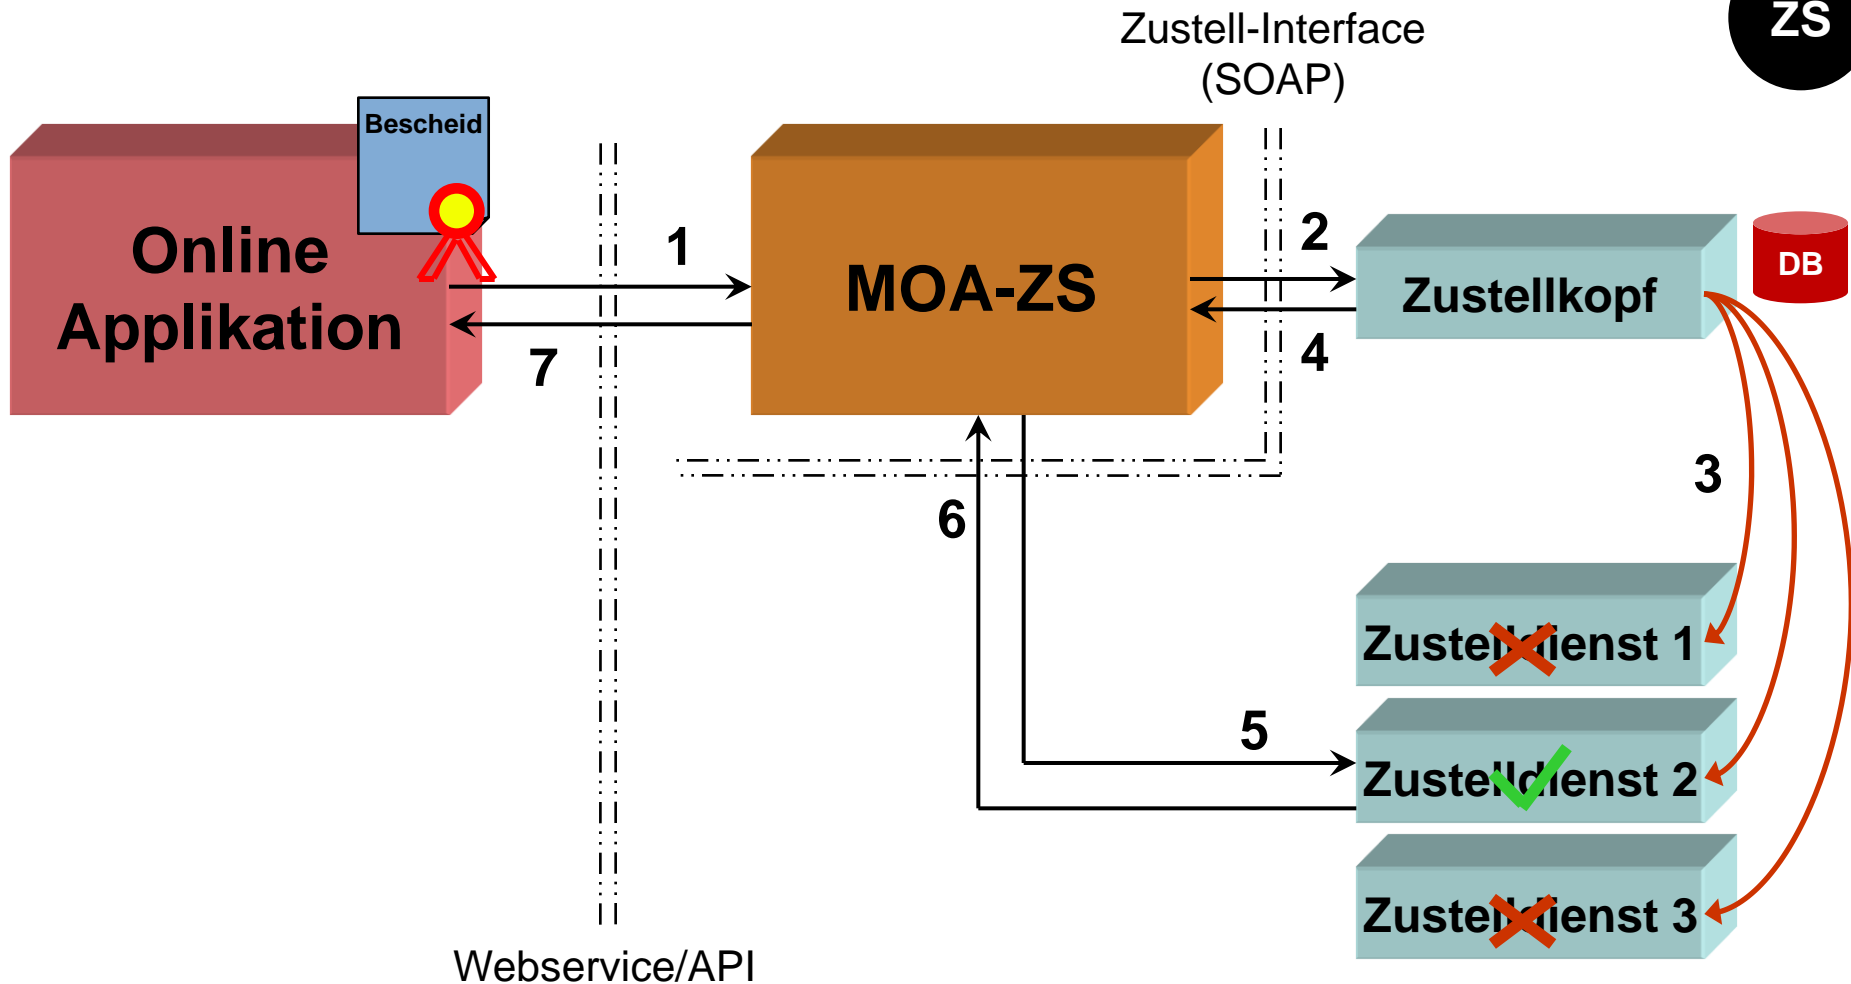 Zustell-Interface
(SOAP)
ZS
Bescheid
Online
Applikation
1
7
MOA-ZS
2
4
Zustellkopf
DB
3
6
5
Zustelldienst 1
Zustelldienst 2
Zustelldienst 3
Webservice/API